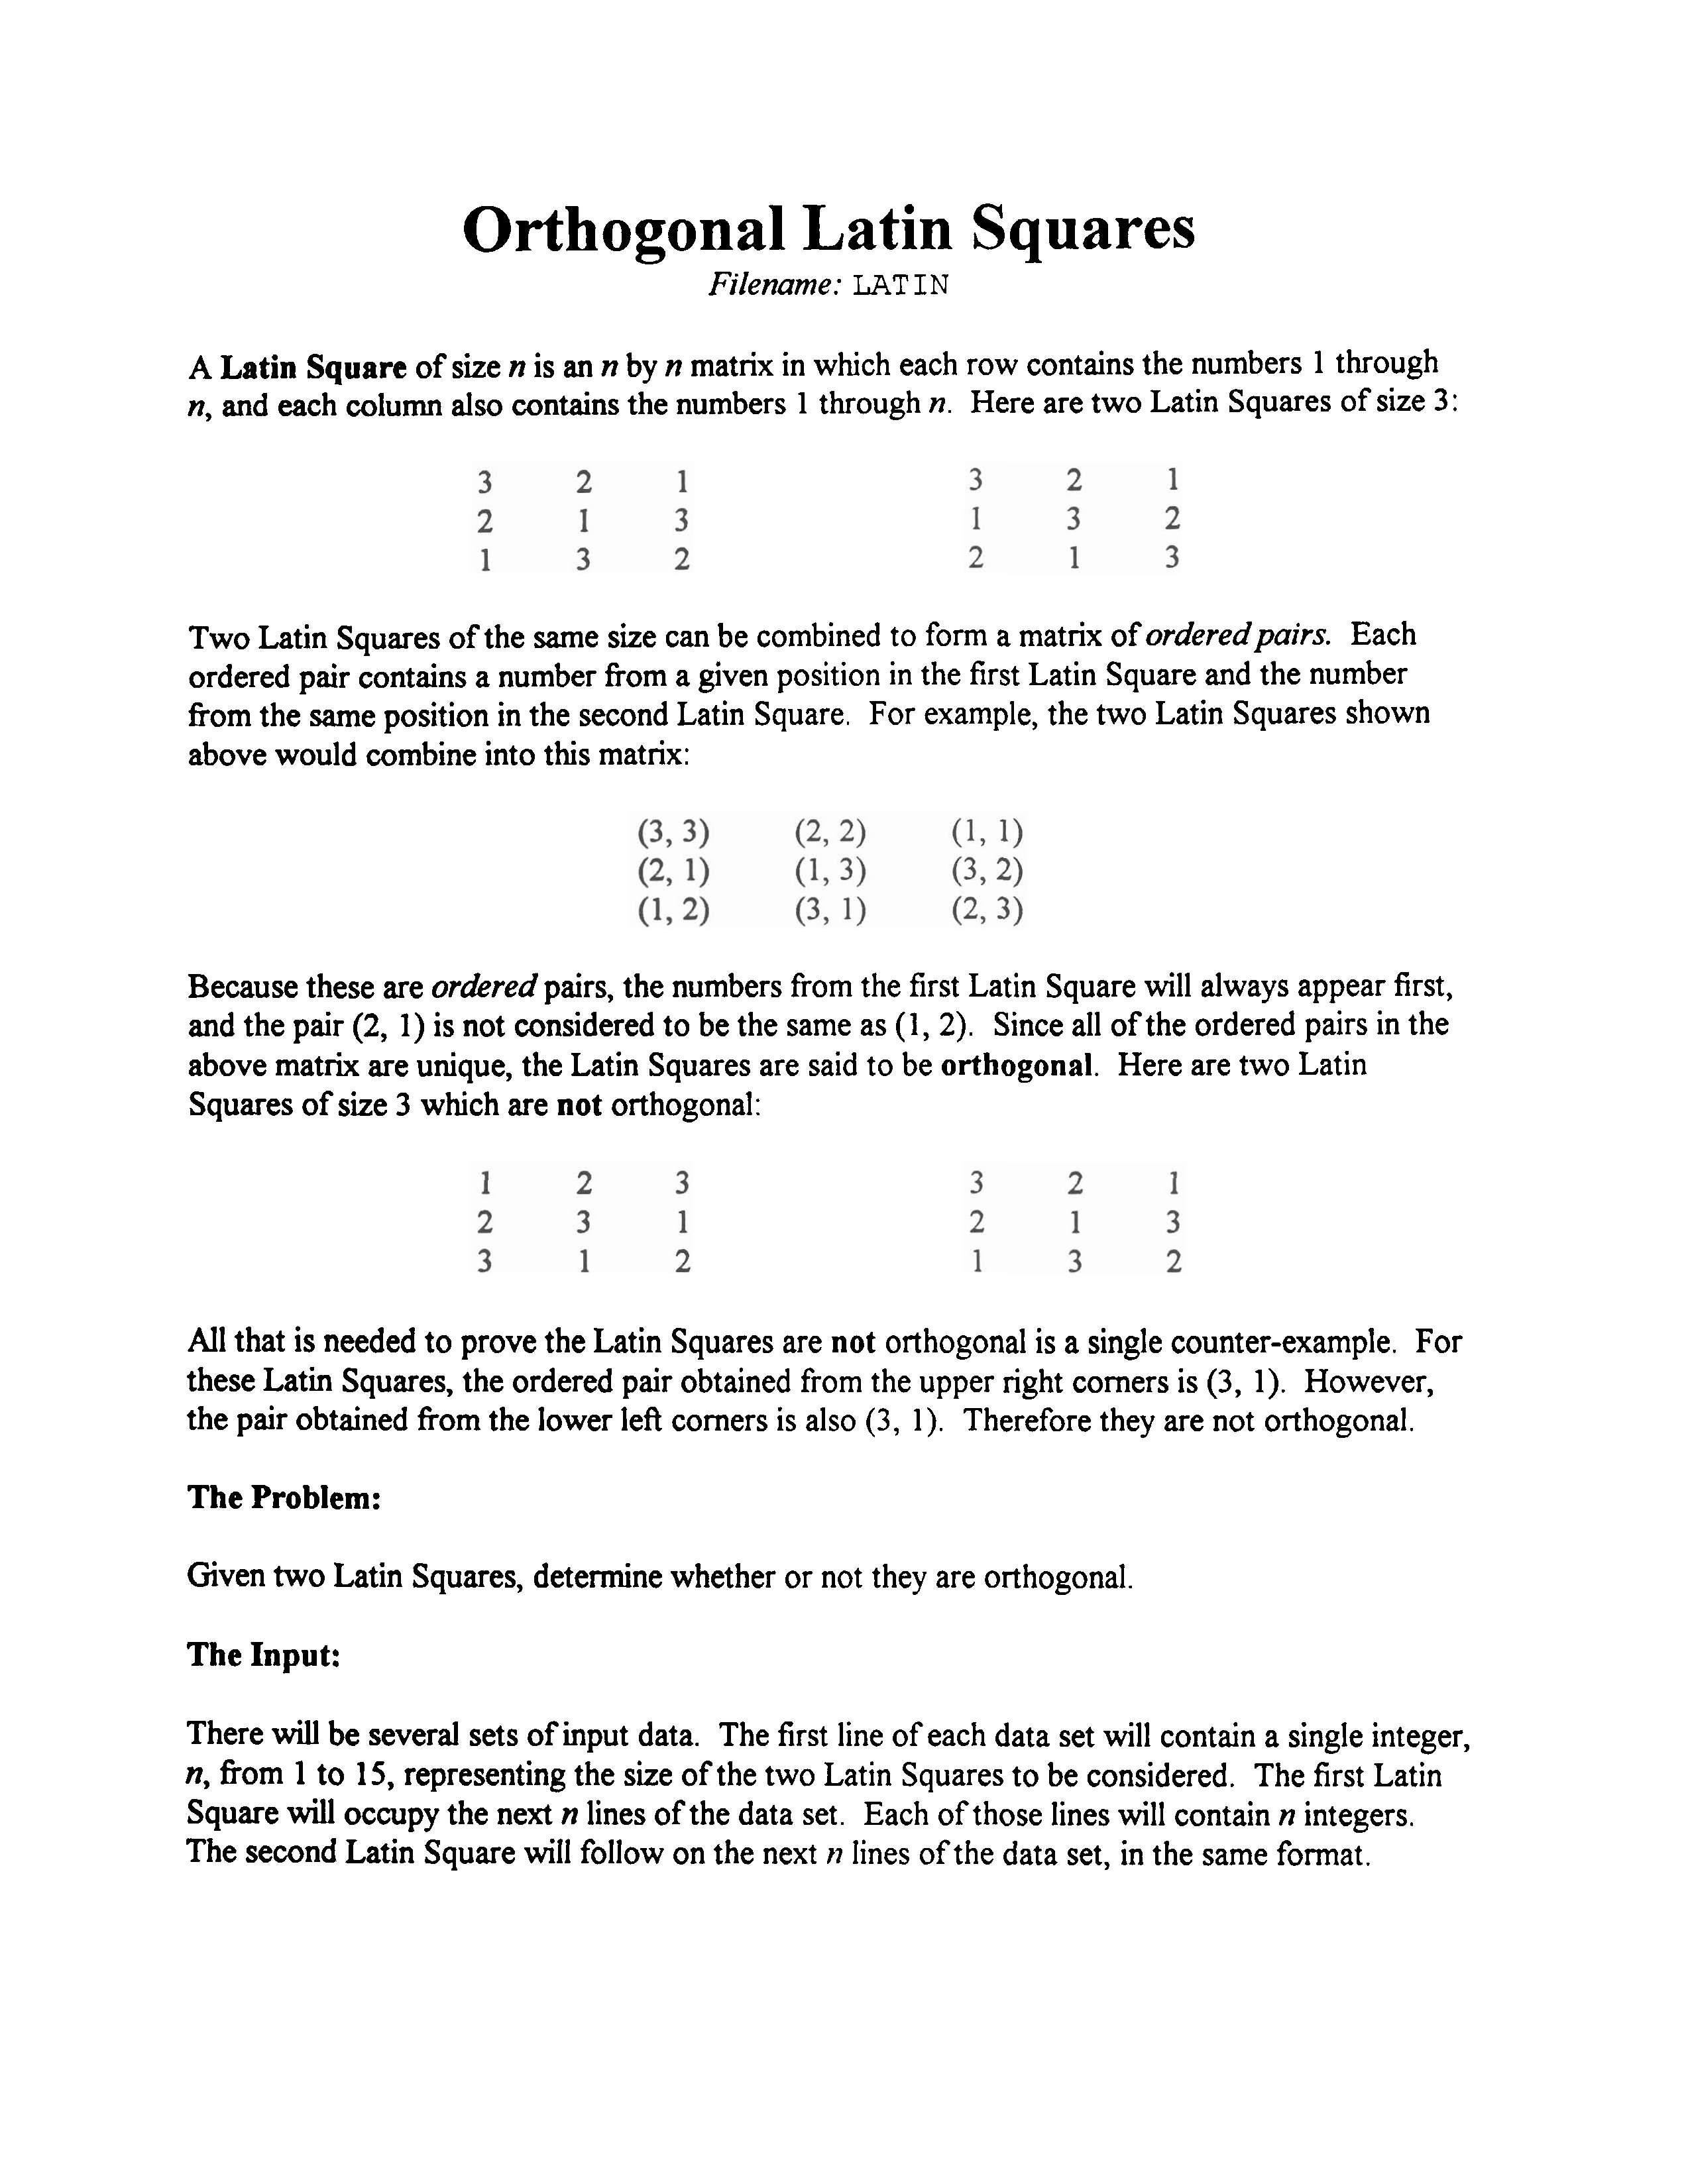 Orthogonal Latin Squares
Filename: LATIN
A Latin Square of size n is an n by n matrix in which each row contains the numbers 1 through
n, and each column also contains the numbers 1 through n. Here are two Latin Squares of size 3:
3 2 1 3 2 1
2 1 3 1 3 2
1 3 2 2 1 3
Two Latin Squares of the same size can be combined to form a matrix of ordered pairs. Each
ordered pair contains a number from a given position in the first Latin Square and the number
from the same position in the second Latin Square. For example, the two Latin Squares shown
above would combine into this matrix:
(3, 3) (2, 2) (1, 1)
(2, 1) (1, 3) (3, 2)
(1, 2) (3, 1) (2, 3)
Because these are ordered pairs, the numbers from the first Latin Square will always appear first,
and the pair (2, 1) is not considered to be the same as (1, 2). Since all of the ordered pairs in the
above matrix are unique, the Latin Squares are said to be orthogonal. Here are two Latin
Squares of size 3 which are not orthogonal:
1 2 3 3 2 1
2 3 1 2 1 3
3 1 2 1 3 2
All that is needed to prove the Latin Squares are not orthogonal is a single counter-example. For
these Latin Squares, the ordered pair obtained from the upper right corners is (3, 1). However,
the pair obtained from the lower left corners is also (3, 1). Therefore they are not orthogonal.
The Problem:
Given two Latin Squares, determine whether or not they are orthogonal.
The Input:
There will be several sets of input data. The first line of each data set will contain a single integer,
n, from 1 to 15, representing the size of the two Latin Squares to be considered. The first Latin
Square will occupy the next n lines of the data set. Each of those lines will contain n integers.
The second Latin Square will follow on the next n lines of the data set, in the same format.